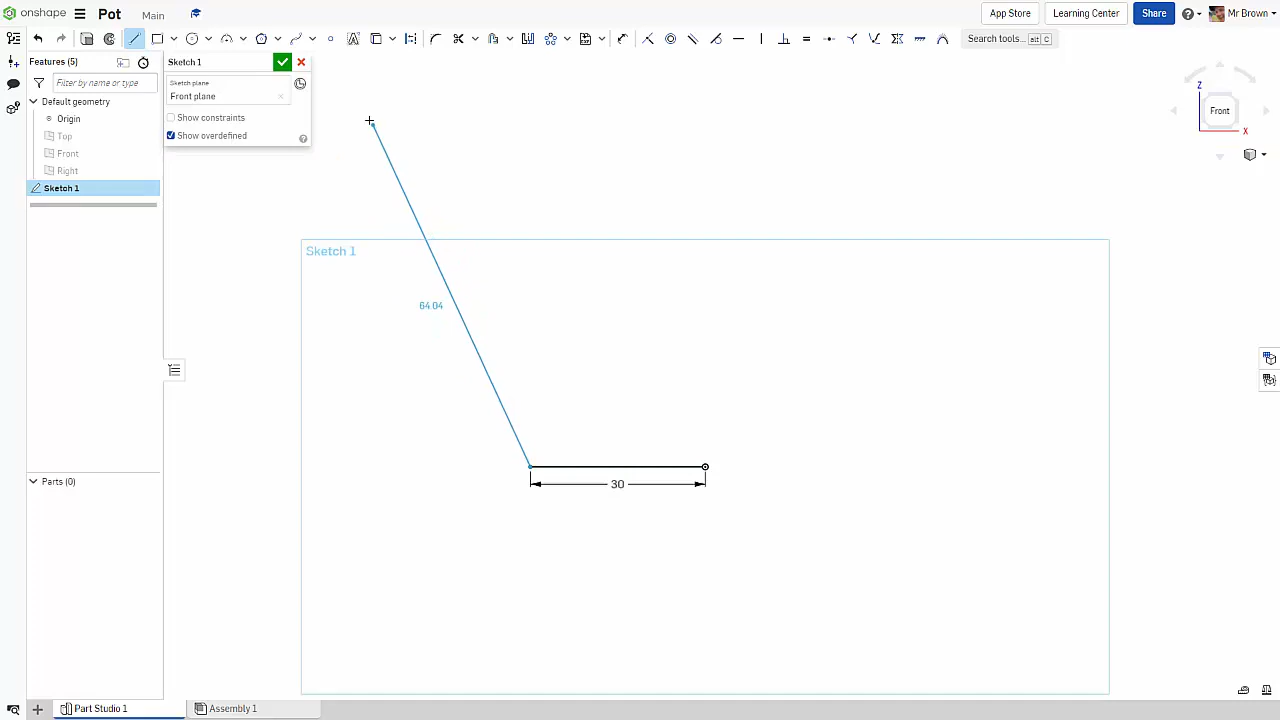 onshape Pot Main App Store Learning Center Share Mr Brown
Search tools... alt C
Features (5)
Filter by name or type
Default geometry
Origin
Top
Front
Right
Sketch 1
Sketch 1
Sketch plane
Front plane
Show constraints
Show overdefined
Z
Front
X
Sketch 1
64.04
30
Parts (0)
Part Studio 1
Assembly 1